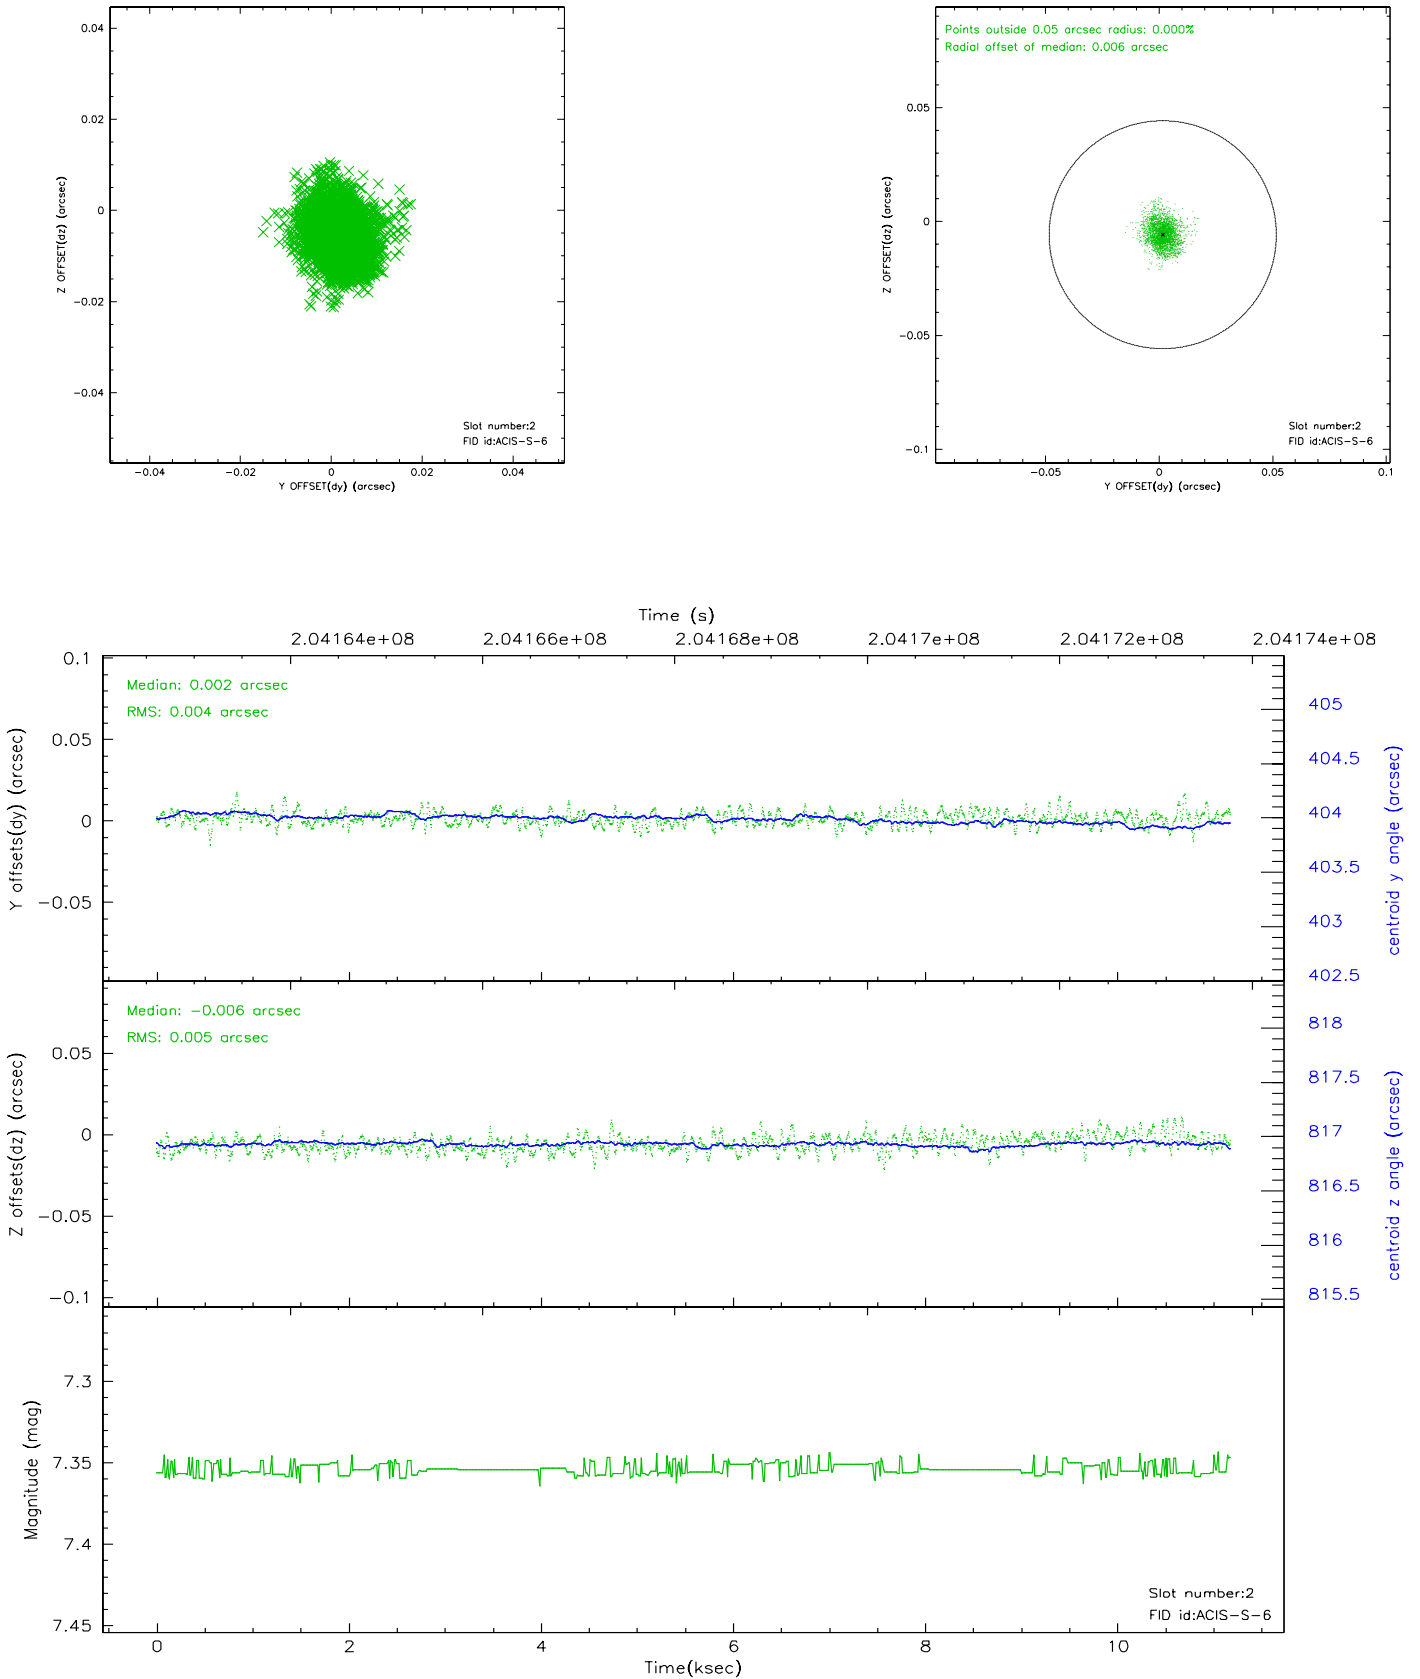 0.04
0.02
0
−0.02
−0.04
Z OFFSET(dz) (arcsec)
Slot number:2
FID id:ACIS−S−6
−0.04 −0.02 0 0.02 0.04
Y OFFSET(dy) (arcsec)
Points outside 0.05 arcsec radius: 0.000%
Radial offset of median: 0.006 arcsec
0.05
0
−0.05
−0.1
Z OFFSET(dz) (arcsec)
Slot number:2
FID id:ACIS−S−6
−0.05 0 0.05 0.1
Y OFFSET(dy) (arcsec)
Time (s)
2.04164e+08 2.04166e+08 2.04168e+08 2.0417e+08 2.04172e+08 2.04174e+08
0.1
0.05
0
−0.05
Y offsets(dy) (arcsec)
Median: 0.002 arcsec
RMS: 0.004 arcsec
405
404.5
404
403.5
403
402.5
centroid y angle (arcsec)
0.05
0
−0.05
−0.1
Z offsets(dz) (arcsec)
Median: −0.006 arcsec
RMS: 0.005 arcsec
818
817.5
817
816.5
816
815.5
centroid z angle (arcsec)
7.3
7.35
7.4
7.45
Magnitude (mag)
Slot number:2
FID id:ACIS−S−6
0 2 4 6 8 10
Time(ksec)